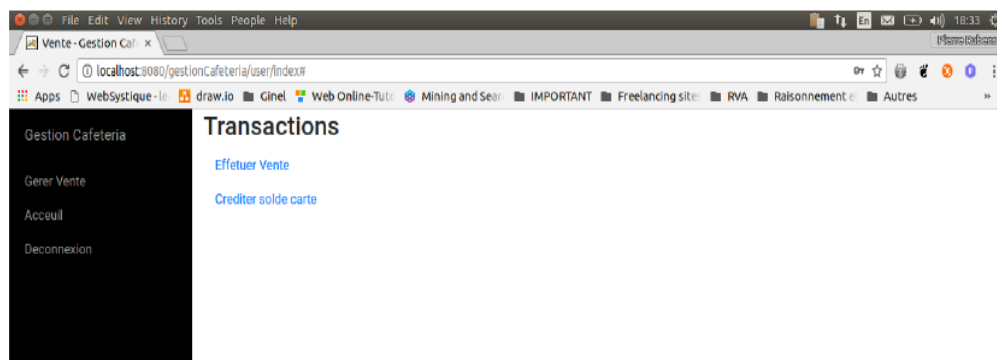 File Edit View History Tools People Help
En
18:33
Vente - Gestion Caf
localhost:8080/gestionCafeteria/user/index#
Apps
WebSystique - le
draw.io
Ginel
Web Online-Tuto
Mining and Sear
IMPORTANT
Freelancing site
RVA
Raisonnement e
Autres
»
Gestion Cafeteria
Gerer Vente
Acceuil
Deconnexion
Transactions
Effetuer Vente
Crediter solde carte